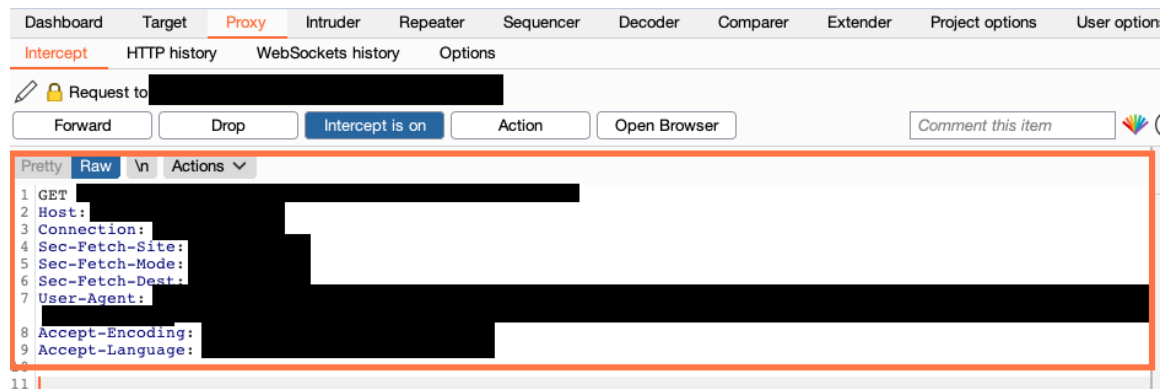 Dashboard Target Proxy Intruder Repeater Sequencer Decoder Comparer Extender Project options User option
Intercept HTTP history WebSockets history Options
Request to
Forward Drop Intercept is on Action Open Browser Comment this item
Pretty Raw \n Actions
1 GET
2 Host:
3 Connection:
4 Sec-Fetch-Site:
5 Sec-Fetch-Mode:
6 Sec-Fetch-Dest:
7 User-Agent:
8 Accept-Encoding:
9 Accept-Language:
10
11